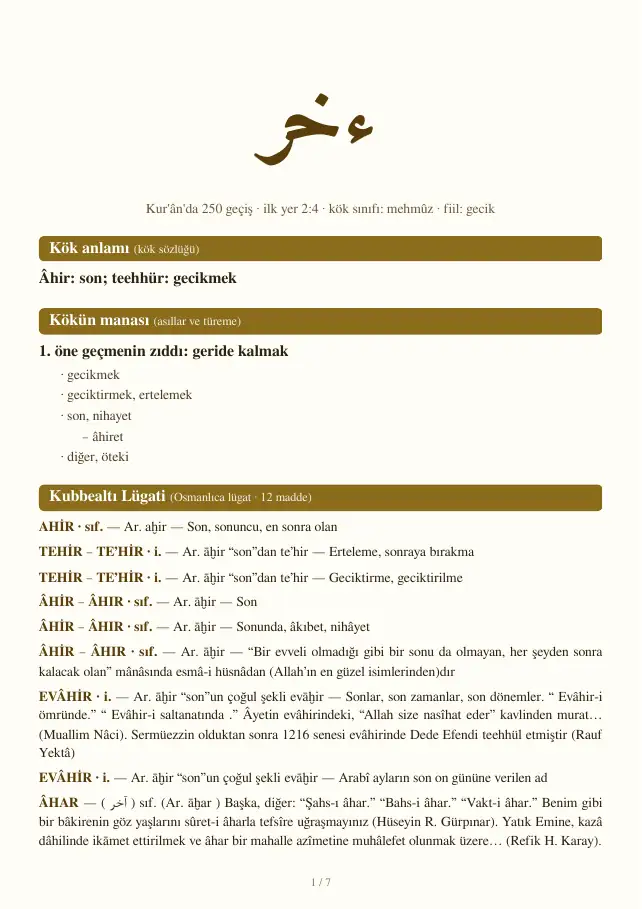 ءخر
Kur'ân'da 250 geçiş · ilk yer 2:4 · kök sınıfı: mehmûz · fiil: gecik
Kök anlamı (kök sözlüğü)
Âhir: son; teehhür: gecikmek
Kökün manası (asıllar ve türeme)
1. öne geçmenin zıddı: geride kalmak
· gecikmek
· geciktirmek, ertelemek
· son, nihayet
– âhiret
· diğer, öteki
Kubbealtı Lügati (Osmanlıca lügat · 12 madde)
AHİR · sıf. — Ar. aḫir — Son, sonuncu, en sonra olan
TEHİR – TE’HİR · i. — Ar. āḫir “son”dan te’hіr — Erteleme, sonraya bırakma
TEHİR – TE’HİR · i. — Ar. āḫir “son”dan te’hіr — Geciktirme, geciktirilme
ÂHİR – ÂHIR · sıf. — Ar. āḫir — Son
ÂHİR – ÂHIR · sıf. — Ar. āḫir — Sonunda, âkıbet, nihâyet
ÂHİR – ÂHIR · sıf. — Ar. āḫir — “Bir evveli olmadığı gibi bir sonu da olmayan, her şeyden sonra
kalacak olan” mânâsında esmâ-i hüsnâdan (Allah’ın en güzel isimlerinden)dır
EVÂHİR · i. — Ar. āḫir “son”un çoğul şekli evāḫir — Sonlar, son zamanlar, son dönemler. “ Evâhir-i
ömründe.” “ Evâhir-i saltanatında .” Âyetin evâhirindeki, “Allah size nasîhat eder” kavlinden murat…
(Muallim Nâci). Sermüezzin olduktan sonra 1216 senesi evâhirinde Dede Efendi teehhül etmiştir (Rauf
Yektâ)
EVÂHİR · i. — Ar. āḫir “son”un çoğul şekli evāḫir — Arabî ayların son on gününe verilen ad
ÂHAR — ( آخر ) sıf. (Ar. āḫar ) Başka, diğer: “Şahs-ı âhar.” “Bahs-i âhar.” “Vakt-i âhar.” Benim gibi
bir bâkirenin göz yaşlarını sûret-i âharla tefsîre uğraşmayınız (Hüseyin R. Gürpınar). Yatık Emine, kazâ
dâhilinde ikāmet ettirilmek ve âhar bir mahalle azîmetine muhâlefet olunmak üzere… (Refik H. Karay).
1 / 7